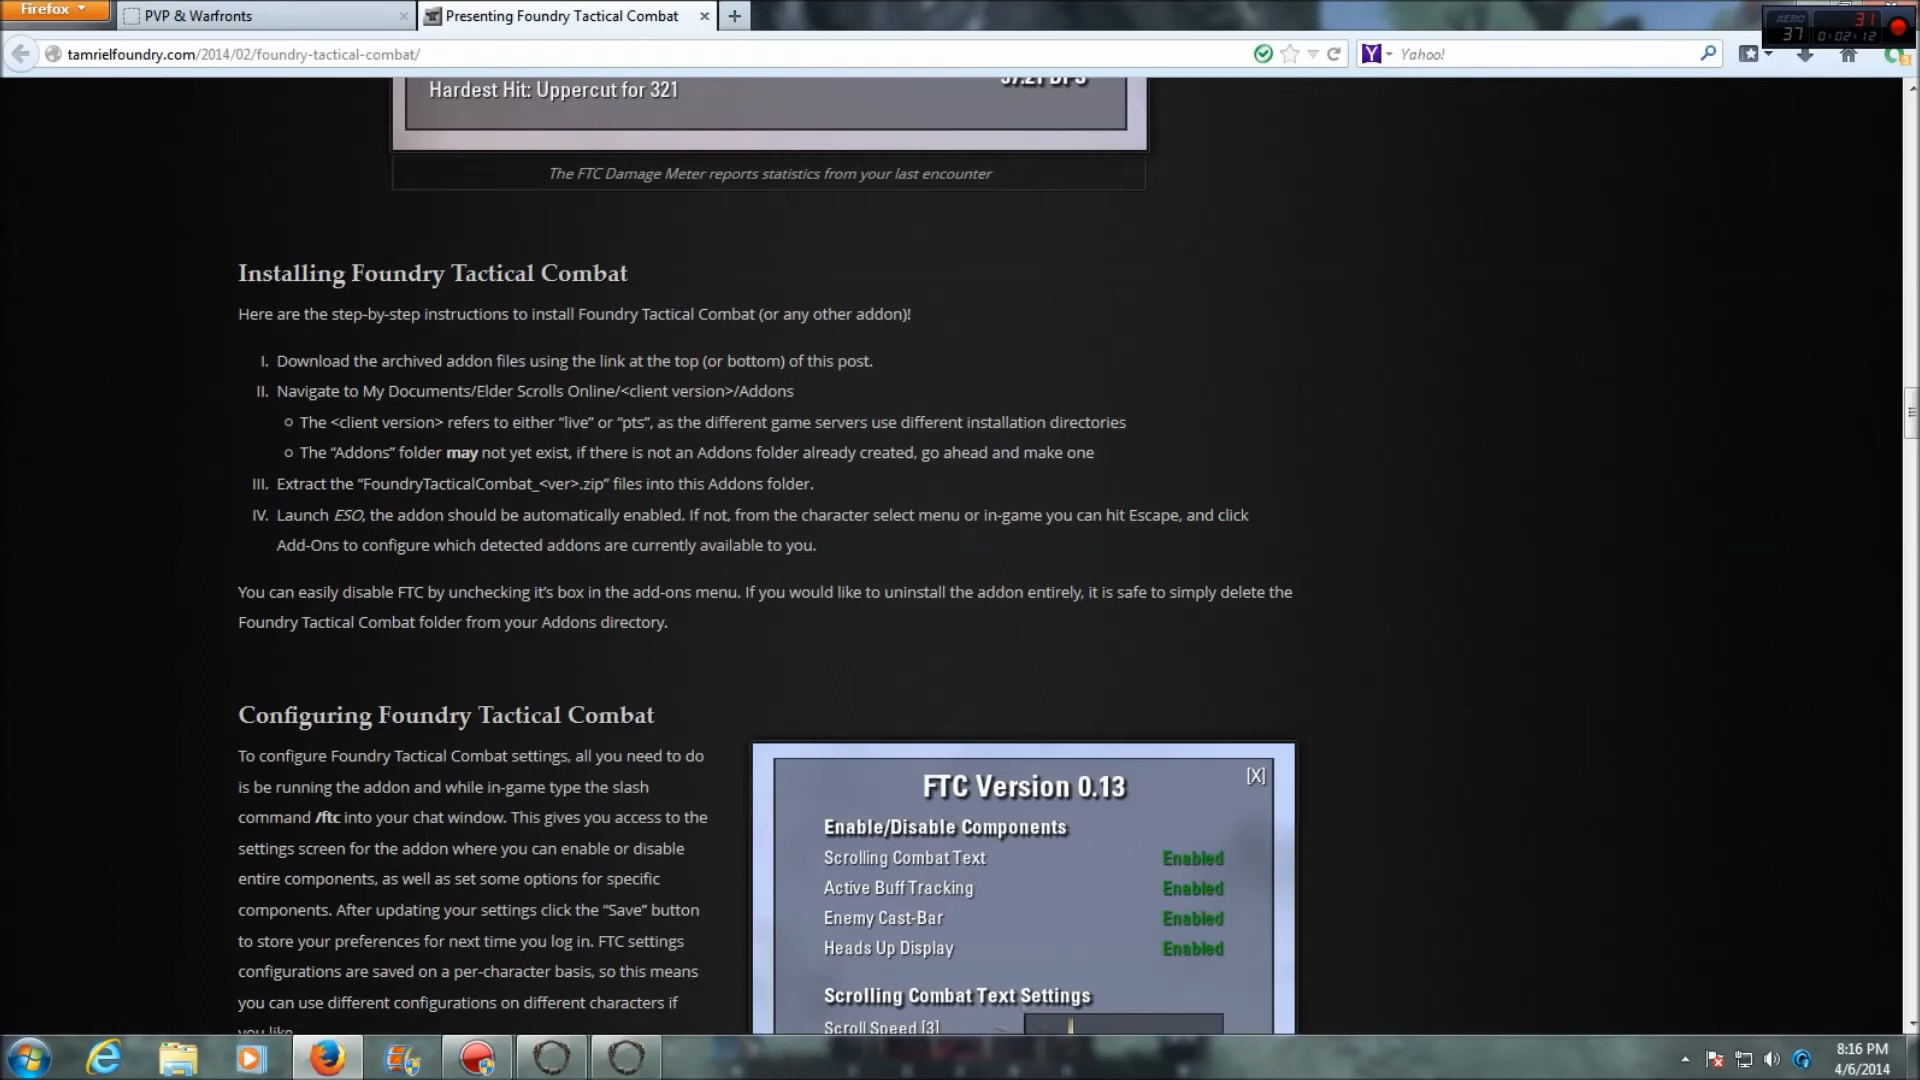 Firefox
PVP & Warfronts
Presenting Foundry Tactical Combat
AERO
37
31
0:02:12
tamrielfoundry.com/2014/02/foundry-tactical-combat/
Yahoo!
Hardest Hit: Uppercut for 321
37.21 DPS
The FTC Damage Meter reports statistics from your last encounter
Installing Foundry Tactical Combat
Here are the step-by-step instructions to install Foundry Tactical Combat (or any other addon)!
I. Download the archived addon files using the link at the top (or bottom) of this post.
II. Navigate to My Documents/Elder Scrolls Online/<client version>/Addons
The <client version> refers to either “live” or “pts”, as the different game servers use different installation directories
The “Addons” folder may not yet exist, if there is not an Addons folder already created, go ahead and make one
III. Extract the “FoundryTacticalCombat_<ver>.zip” files into this Addons folder.
IV. Launch ESO, the addon should be automatically enabled. If not, from the character select menu or in-game you can hit Escape, and click
Add-Ons to configure which detected addons are currently available to you.
You can easily disable FTC by unchecking it’s box in the add-ons menu. If you would like to uninstall the addon entirely, it is safe to simply delete the
Foundry Tactical Combat folder from your Addons directory.
Configuring Foundry Tactical Combat
To configure Foundry Tactical Combat settings, all you need to do
is be running the addon and while in-game type the slash
command /ftc into your chat window. This gives you access to the
settings screen for the addon where you can enable or disable
entire components, as well as set some options for specific
components. After updating your settings click the “Save” button
to store your preferences for next time you log in. FTC settings
configurations are saved on a per-character basis, so this means
you can use different configurations on different characters if
you like.
FTC Version 0.13
[X]
Enable/Disable Components
Scrolling Combat Text Enabled
Active Buff Tracking Enabled
Enemy Cast-Bar Enabled
Heads Up Display Enabled
Scrolling Combat Text Settings
Scroll Speed [3]
8:16 PM
4/6/2014